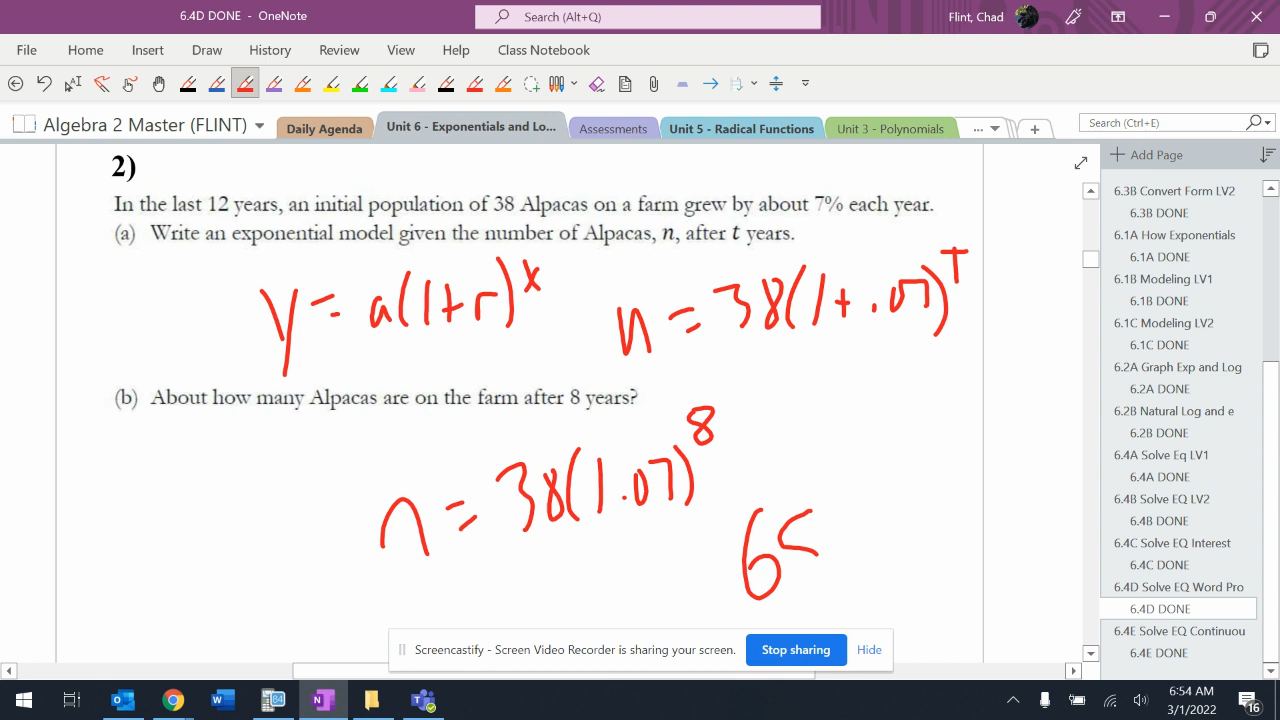 6.4D DONE - OneNote
Search (Alt+Q)
Flint, Chad
File Home Insert Draw History Review View Help Class Notebook
Algebra 2 Master (FLINT)
Daily Agenda
Unit 6 - Exponentials and Lo...
Assessments
Unit 5 - Radical Functions
Unit 3 - Polynomials
...
Search (Ctrl+E)
2)
In the last 12 years, an initial population of 38 Alpacas on a farm grew by about 7% each year.
(a) Write an exponential model given the number of Alpacas, n, after t years.
y = a(1+r)^x n = 38(1+.07)^T
(b) About how many Alpacas are on the farm after 8 years?
n = 38(1.07)^8
6
Add Page
6.3B Convert Form LV2
6.3B DONE
6.1A How Exponentials
6.1A DONE
6.1B Modeling LV1
6.1B DONE
6.1C Modeling LV2
6.1C DONE
6.2A Graph Exp and Log
6.2A DONE
6.2B Natural Log and e
6.2B DONE
6.4A Solve Eq LV1
6.4A DONE
6.4B Solve EQ LV2
6.4B DONE
6.4C Solve EQ Interest
6.4C DONE
6.4D Solve EQ Word Pro
6.4D DONE
6.4E Solve EQ Continuou
6.4E DONE
Screencastify - Screen Video Recorder is sharing your screen.
Stop sharing
Hide
84
6:54 AM
3/1/2022
16